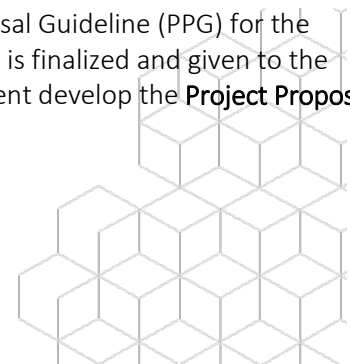 sal Guideline (PPG) for the
is finalized and given to the
ent develop the Project Propos